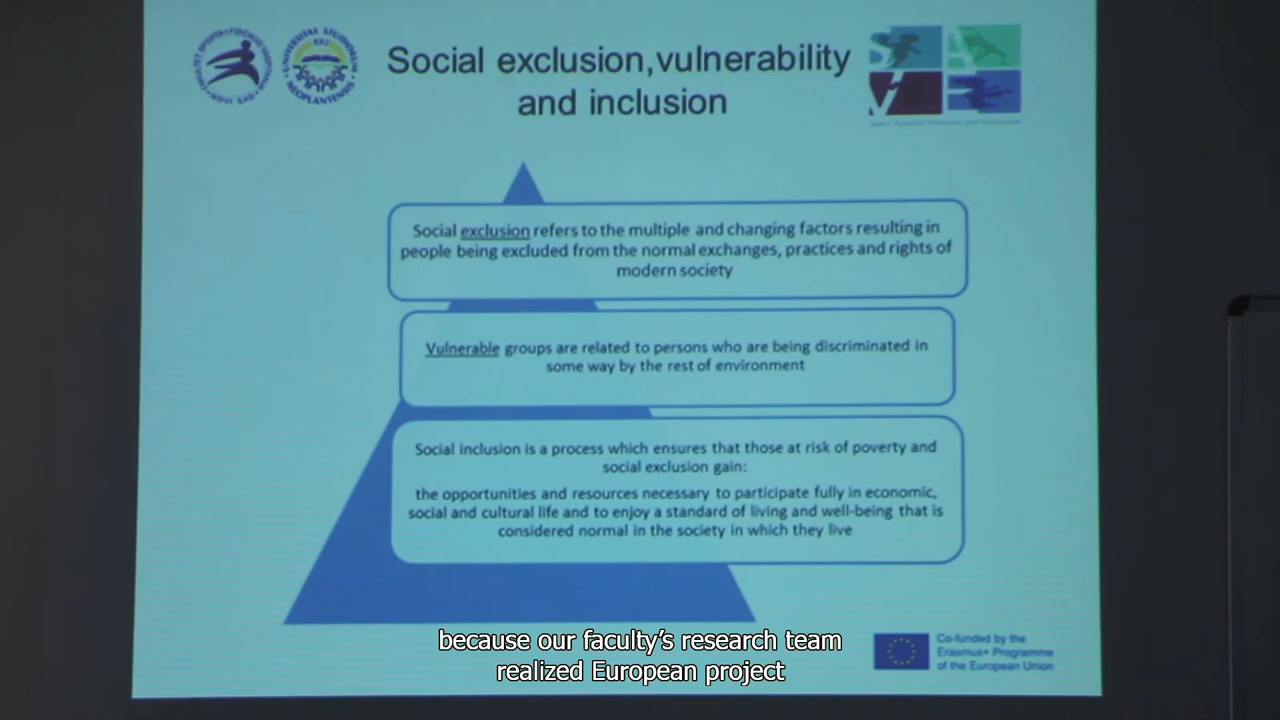 Social exclusion,vulnerability
and inclusion
Social exclusion refers to the multiple and changing factors resulting in
people being excluded from the normal exchanges, practices and rights of
modern society
Vulnerable groups are related to persons who are being discriminated in
some way by the rest of environment
Social inclusion is a process which ensures that those at risk of poverty and
social exclusion gain:
the opportunities and resources necessary to participate fully in economic,
social and cultural life and to enjoy a standard of living and well-being that is
considered normal in the society in which they live
UNIVERSITAS STUDIORUM
NEOPLANTENSIS
NOVI SAD
S A
V E
Co-funded by the
Erasmus+ Programme
of the European Union
because our faculty’s research team
realized European project